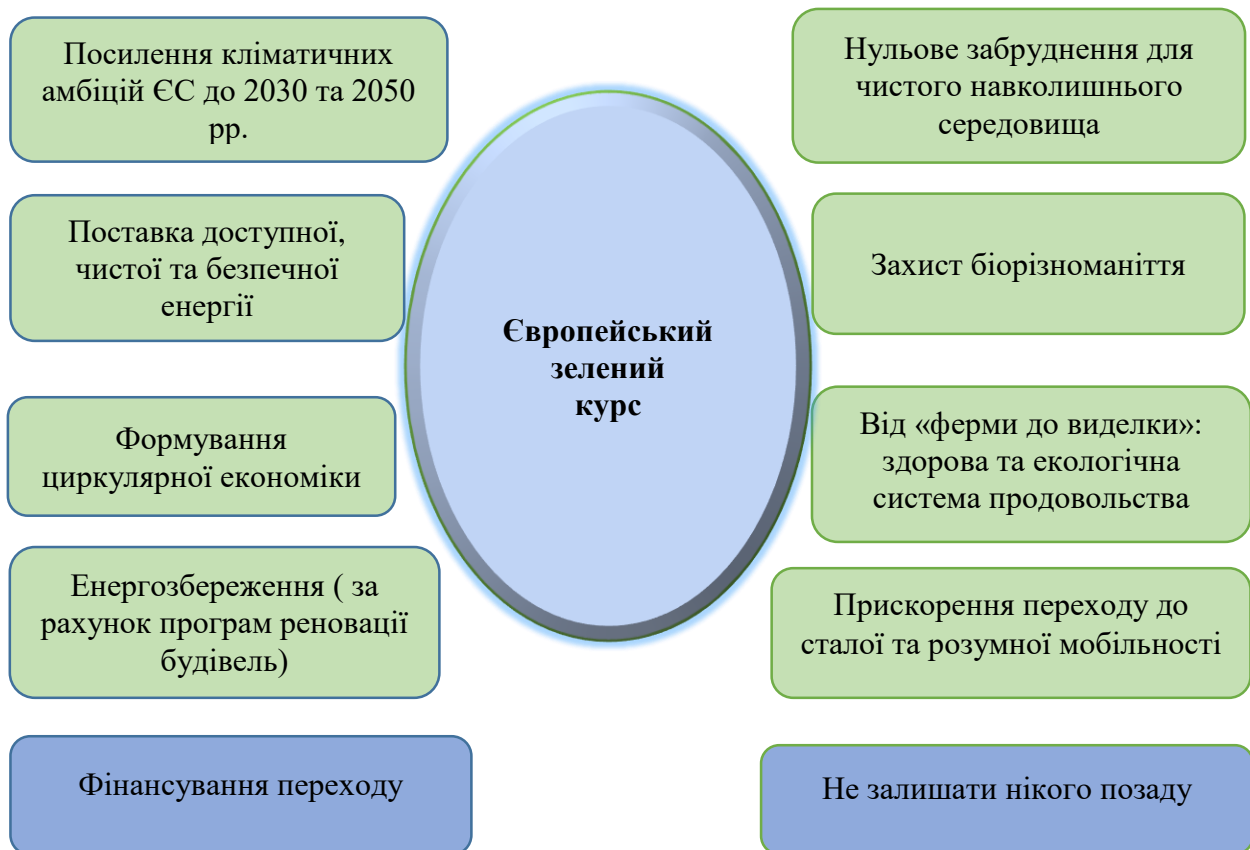 Посилення кліматичних
амбіцій ЄС до 2030 та 2050
рр.
Поставка доступної,
чистої та безпечної
енергії
Формування
циркулярної економіки
Енергозбереження ( за
рахунок програм реновації
будівель)
Фінансування переходу
Європейський
зелений
курс
Нульове забруднення для
чистого навколишнього
середовища
Захист біорізноманіття
Від «ферми до виделки»:
здорова та екологічна
система продовольства
Прискорення переходу до
сталої та розумної мобільності
Не залишати нікого позаду